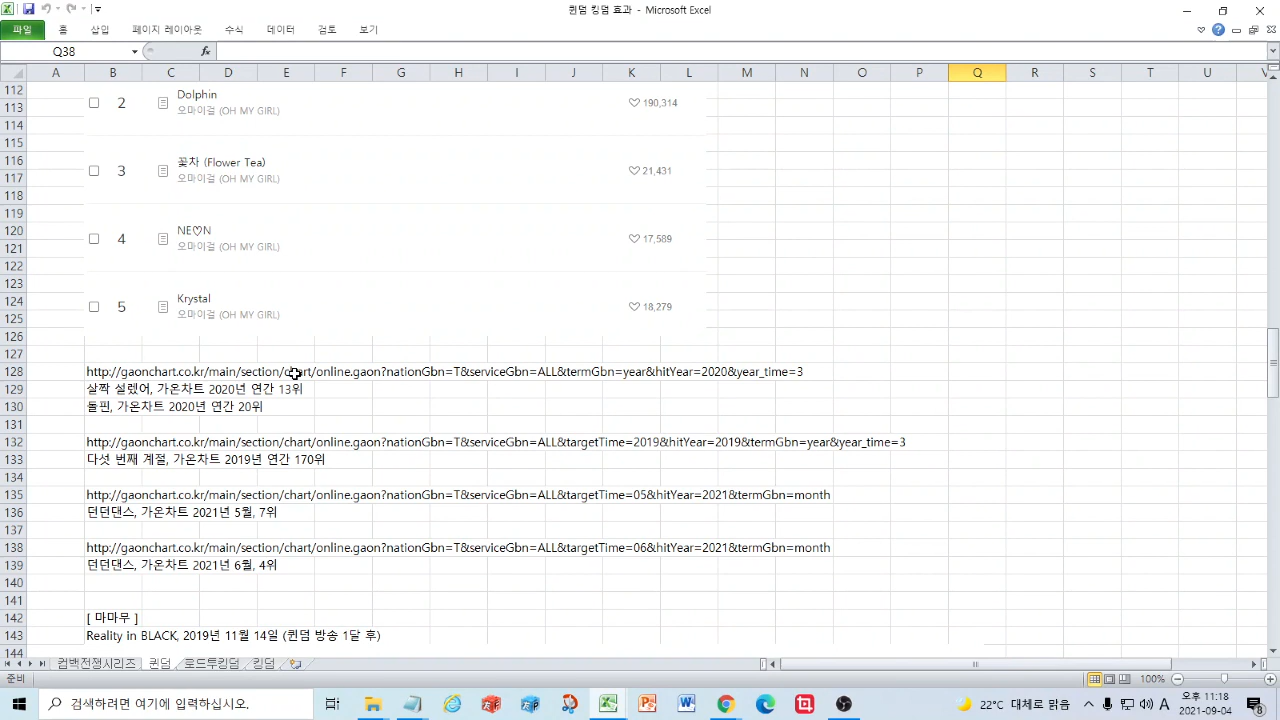 퀸덤 킹덤 효과 - Microsoft Excel
파일 홈 삽입 페이지 레이아웃 수식 데이터 검토 보기
Q38 fx
A B C D E F G H I K L M N O P Q R S T U V
112
2 Dolphin
113
오마이걸 (OH MY GIRL)
190,314
114
115
116
3 꽃차 (Flower Tea)
117
오마이걸 (OH MY GIRL)
21,431
118
119
120
4 NE♡N
121
오마이걸 (OH MY GIRL)
17,589
122
123
124
5 Krystal
125
오마이걸 (OH MY GIRL)
18,279
126
127
128 http://gaonchart.co.kr/main/section/chart/online.gaon?nationGbn=T&serviceGbn=ALL&termGbn=year&hitYear=2020&year_time=3
129 살짝 설렜어, 가온차트 2020년 연간 13위
130 돌핀, 가온차트 2020년 연간 20위
131
132 http://gaonchart.co.kr/main/section/chart/online.gaon?nationGbn=T&serviceGbn=ALL&targetTime=2019&hitYear=2019&termGbn=year&year_time=3
133 다섯 번째 계절, 가온차트 2019년 연간 170위
134
135 http://gaonchart.co.kr/main/section/chart/online.gaon?nationGbn=T&serviceGbn=ALL&targetTime=05&hitYear=2021&termGbn=month
136 던던댄스, 가온차트 2021년 5월, 7위
137
138 http://gaonchart.co.kr/main/section/chart/online.gaon?nationGbn=T&serviceGbn=ALL&targetTime=06&hitYear=2021&termGbn=month
139 던던댄스, 가온차트 2021년 6월, 4위
140
141
142 [ 마마무 ]
143 Reality in BLACK, 2019년 11월 14일 (퀸덤 방송 1달 후)
144
컴백전쟁시리즈 퀸덤 로드투킹덤 킹덤
준비 100%
검색하려면 여기에 입력하십시오.
22°C 대체로 맑음 A 오후 11:18
2021-09-04 8